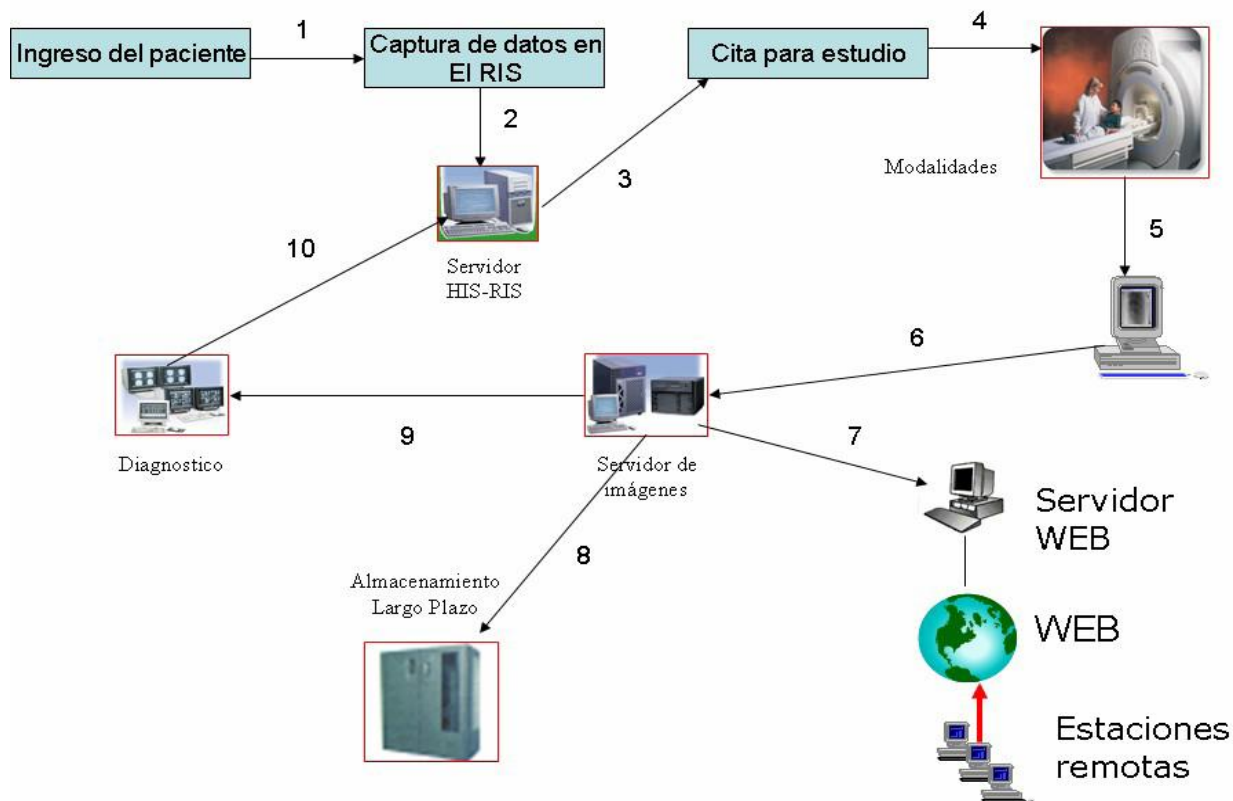 1
Ingreso del paciente
Captura de datos en
El RIS
2
3
Cita para estudio
4
Modalidades
5
Servidor
HIS-RIS
10
6
9
Diagnostico
Servidor de
imágenes
7
Servidor
WEB
8
Almacenamiento
Largo Plazo
WEB
Estaciones
remotas